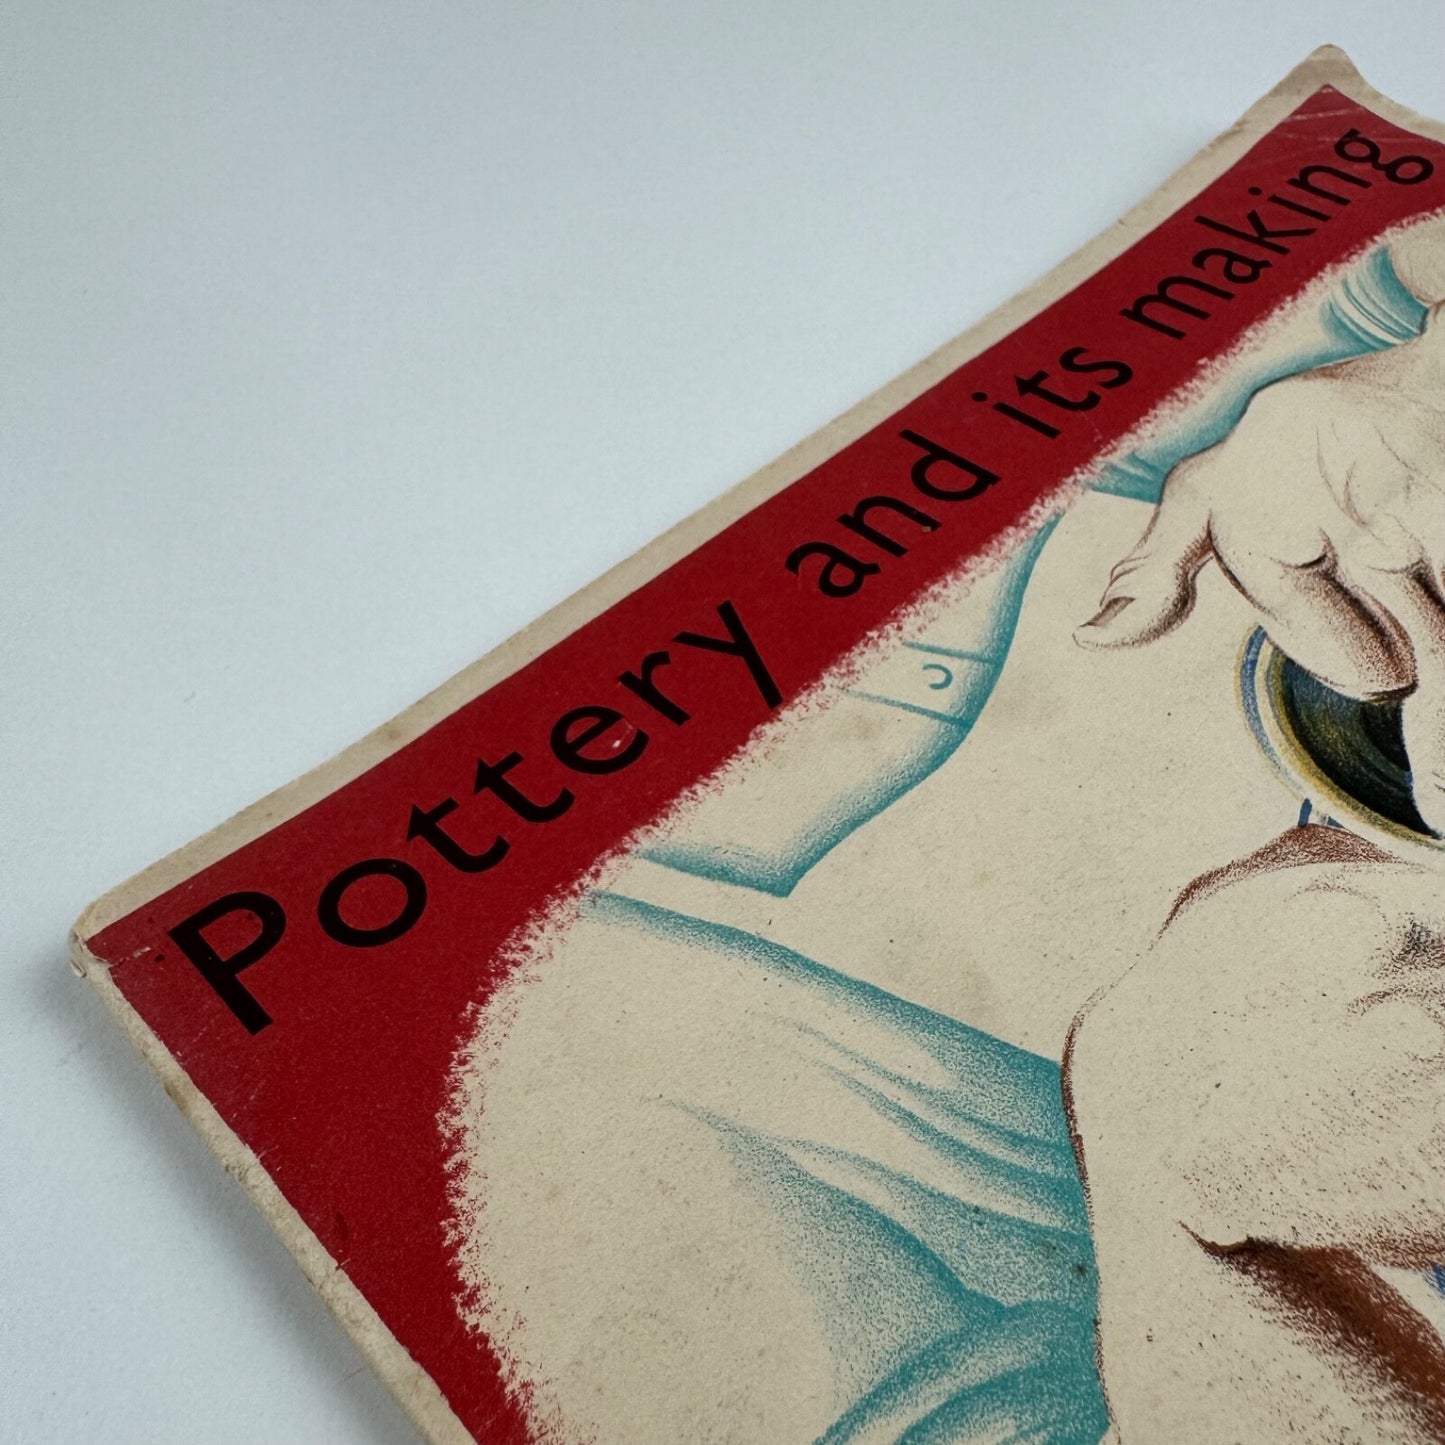 Pottery and its making